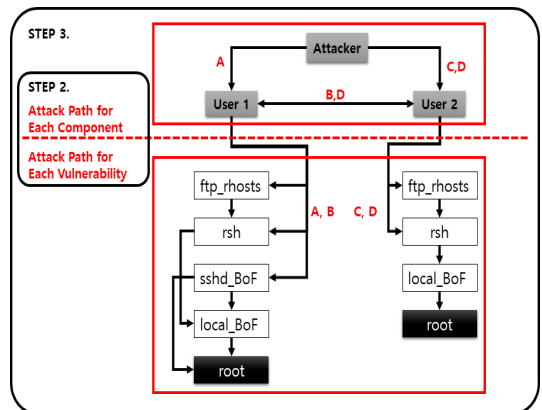 STEP 3.
Attacker
A
C,D
STEP 2.
User 1
B,D
User 2
Attack Path for
Each Component
Attack Path for
Each Vulnerability
ftp_rhosts
ftp_rhosts
A, B
C, D
rsh
rsh
sshd_BoF
local_BoF
local_BoF
root
root